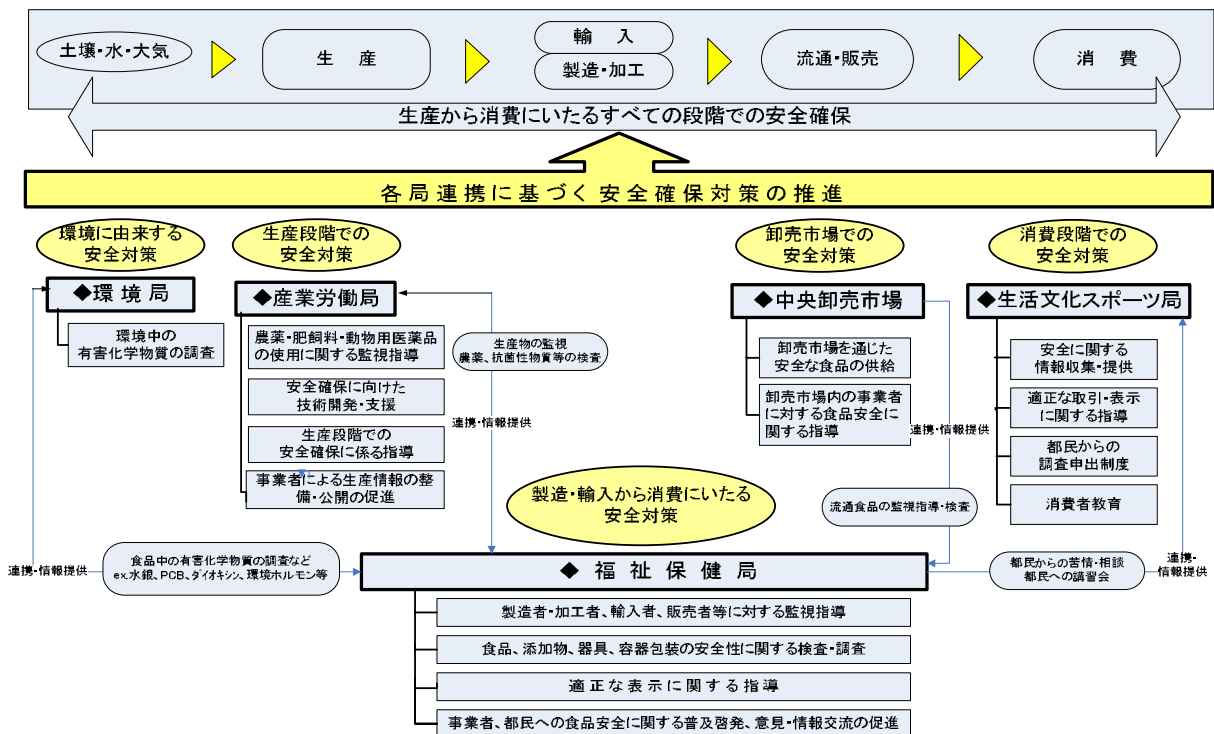 土壌・水・大気
生 産
輸 入
製造・加工
流通・販売
消 費
生産から消費にいたるすべての段階での安全確保
各局連携に基づく安全確保対策の推進
環境に由来する
安全対策
生産段階での
安全対策
卸売市場での
安全対策
消費段階での
安全対策
◆環境局
環境中の
有害化学物質の調査
◆産業労働局
農薬・肥飼料・動物用医薬品
の使用に関する監視指導
安全確保に向けた
技術開発・支援
生産段階での
安全確保に係る指導
事業者による生産情報の整
備・公開の促進
生産物の監視
農薬、抗菌性物質等の検査
連携・情報提供
◆中央卸売市場
卸売市場を通じた
安全な食品の供給
卸売市場内の事業者
に対する食品安全に
関する指導
連携・情報提供
流通食品の監視指導・検査
◆生活文化スポーツ局
安全に関する
情報収集・提供
適正な取引・表示
に関する指導
都民からの
調査申出制度
消費者教育
製造・輸入から消費にいたる
安全対策
連携・情報提供
食品中の有害化学物質の調査など
ex.水銀、PCB、ダイオキシン、環境ホルモン等
◆ 福祉保健局
都民からの苦情・相談
都民への講習会
連携・
情報提供
製造者・加工者、輸入者、販売者等に対する監視指導
食品、添加物、器具、容器包装の安全性に関する検査・調査
適正な表示に関する指導
事業者、都民への食品安全に関する普及啓発、意見・情報交流の促進